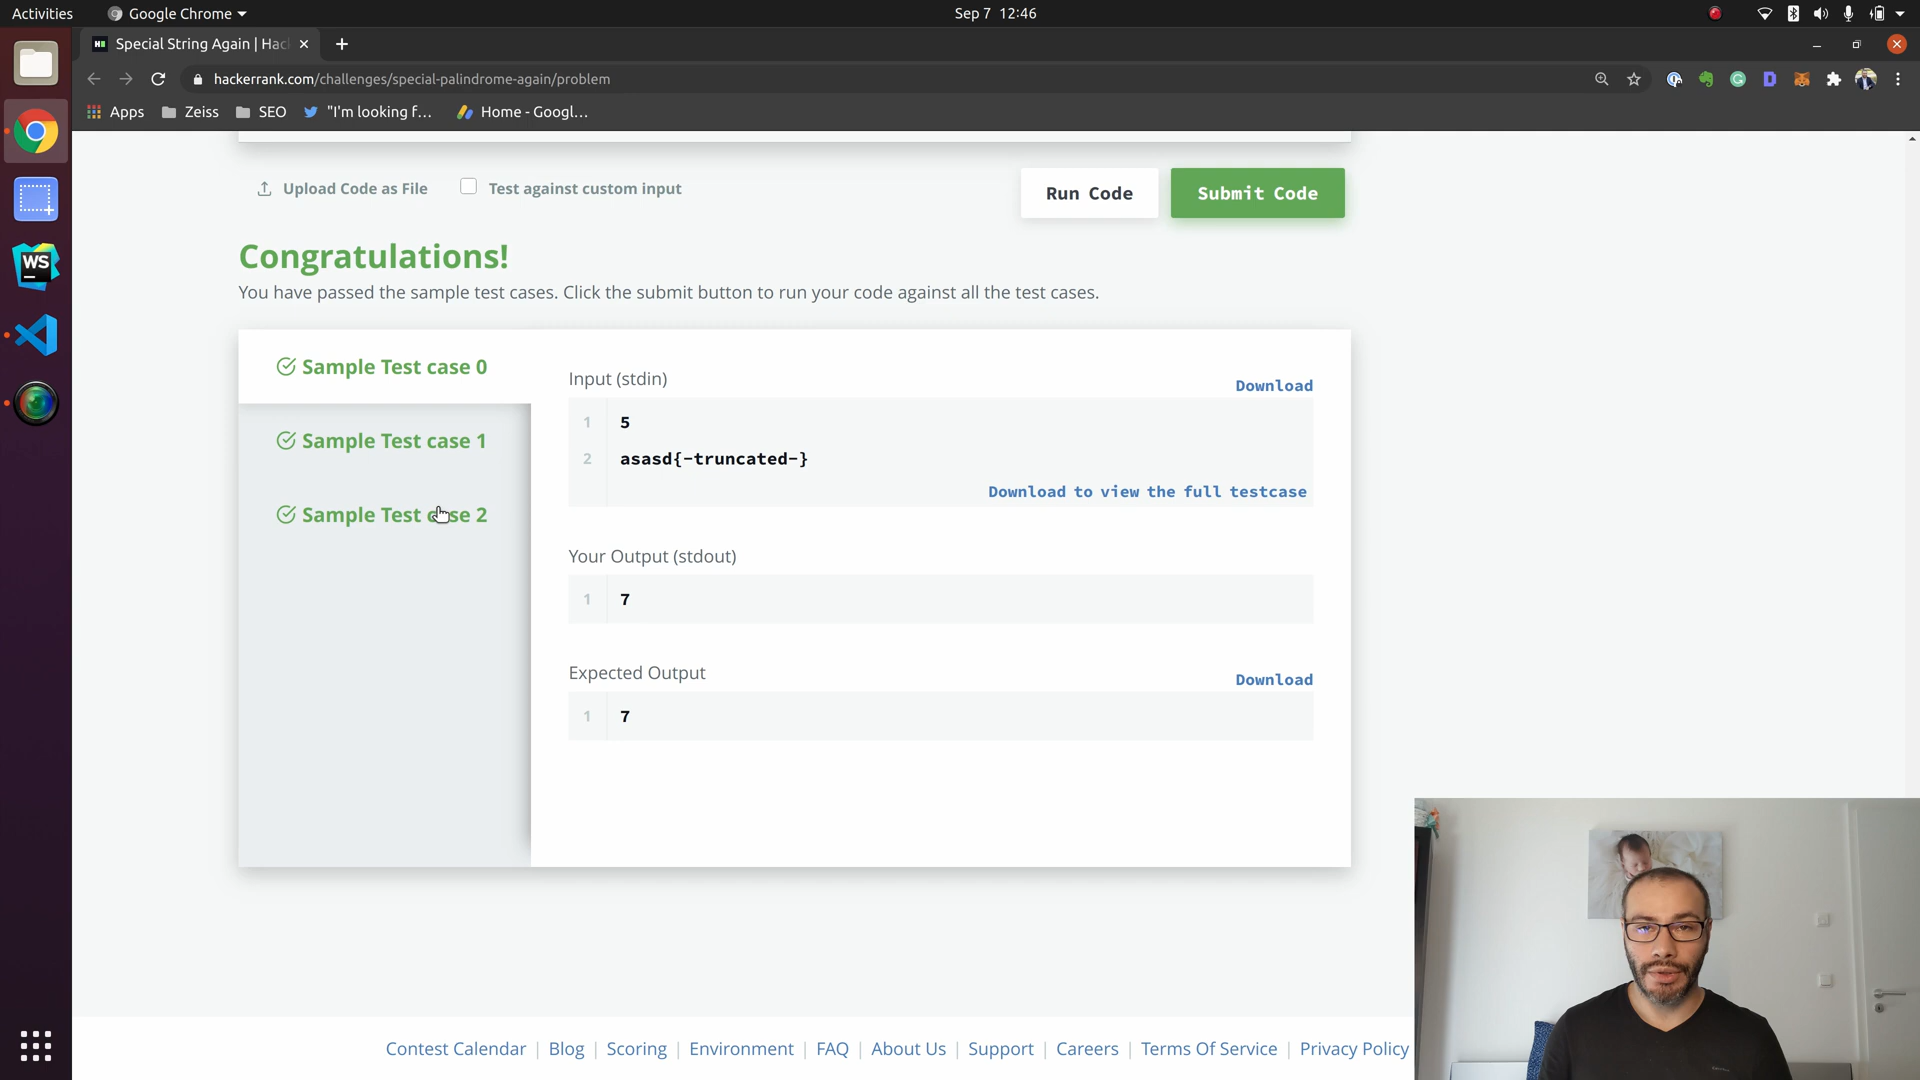 Activities
Google Chrome
Sep 7 12:46
Special String Again | Hac
hackerrank.com/challenges/special-palindrome-again/problem
Apps
Zeiss
SEO
"I'm looking f...
Home - Googl...
WS
Upload Code as File
Test against custom input
Run Code
Submit Code
Congratulations!
You have passed the sample test cases. Click the submit button to run your code against all the test cases.
Sample Test case 0
Sample Test case 1
Sample Test case 2
Input (stdin)
Download
1 5
2 asasd{-truncated-}
Download to view the full testcase
Your Output (stdout)
1 7
Expected Output
Download
1 7
Contest Calendar | Blog | Scoring | Environment | FAQ | About Us | Support | Careers | Terms Of Service | Privacy Policy